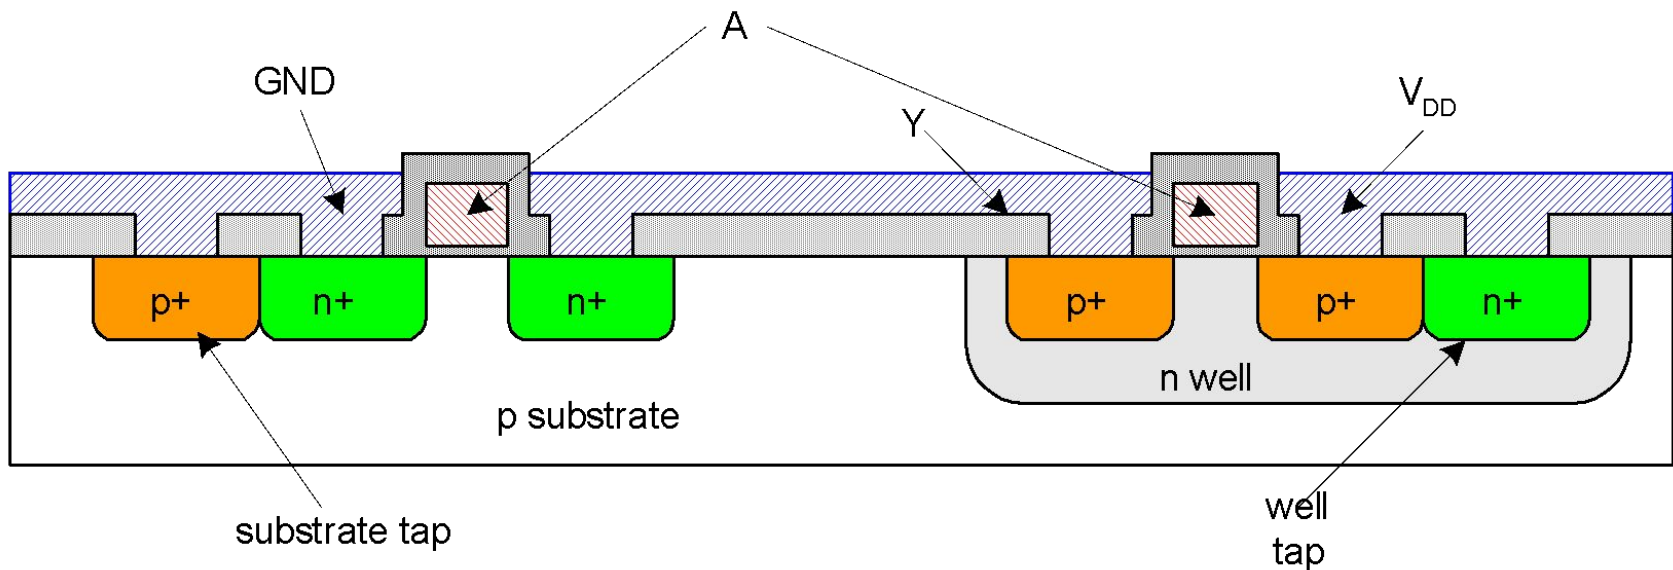 A
GND
Y
VDD
p+
n+
n+
p+
p+
n+
n well
p substrate
substrate tap
well
tap